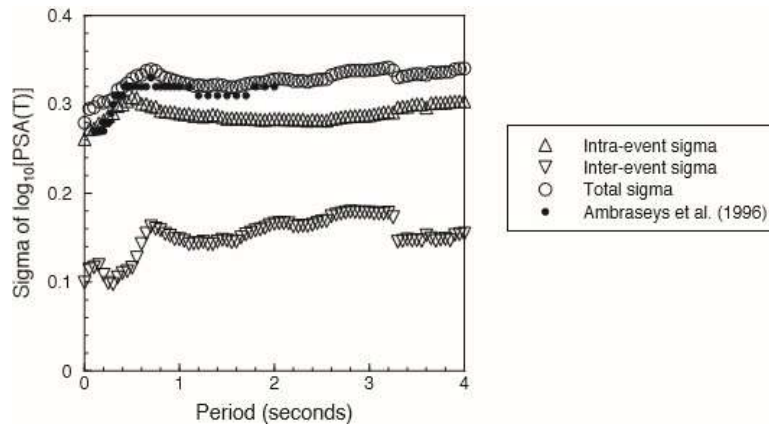 0.4
0.3
0.2
0.1
0
0
1
2
3
4
Sigma of log10[PSA(T)]
Period (seconds)
Intra-event sigma
Inter-event sigma
Total sigma
Ambraseys et al. (1996)